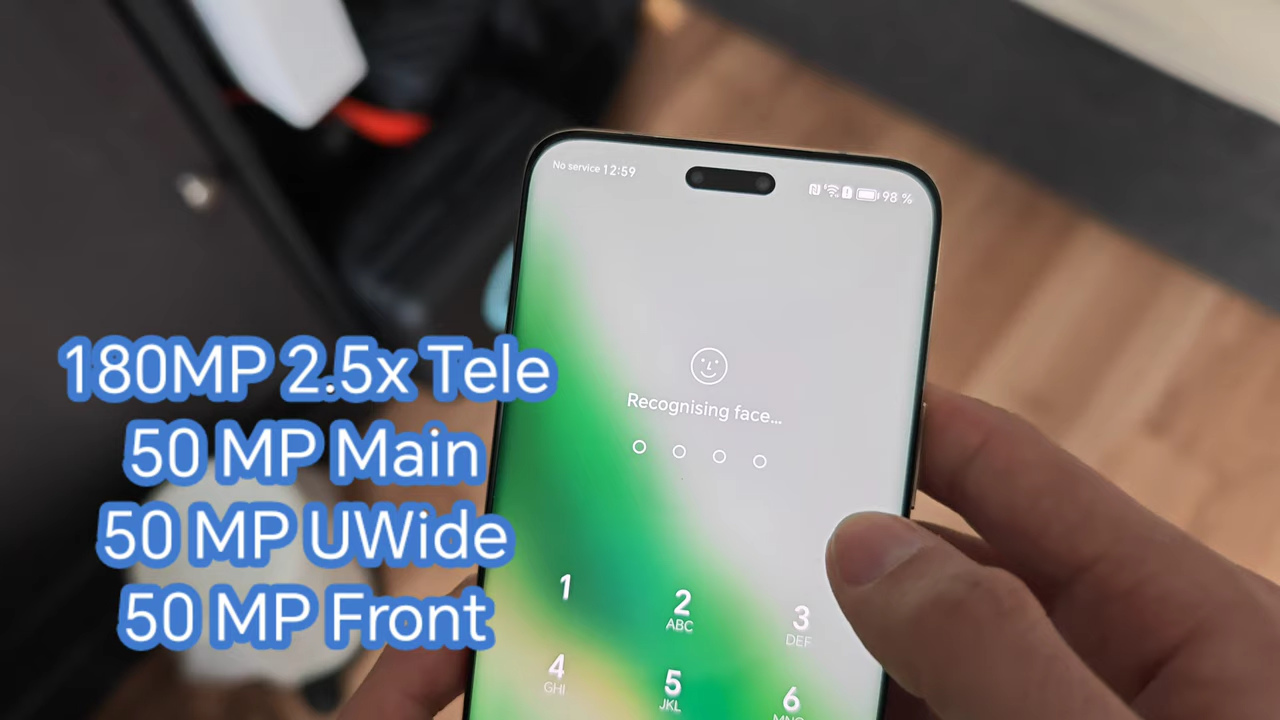 No service 12:59
98 %
Recognising face...
180MP 2.5x Tele
50 MP Main
50 MP UWide
50 MP Front
1
2
ABC
3
DEF
4
GHI
5
JKL
6
MNO